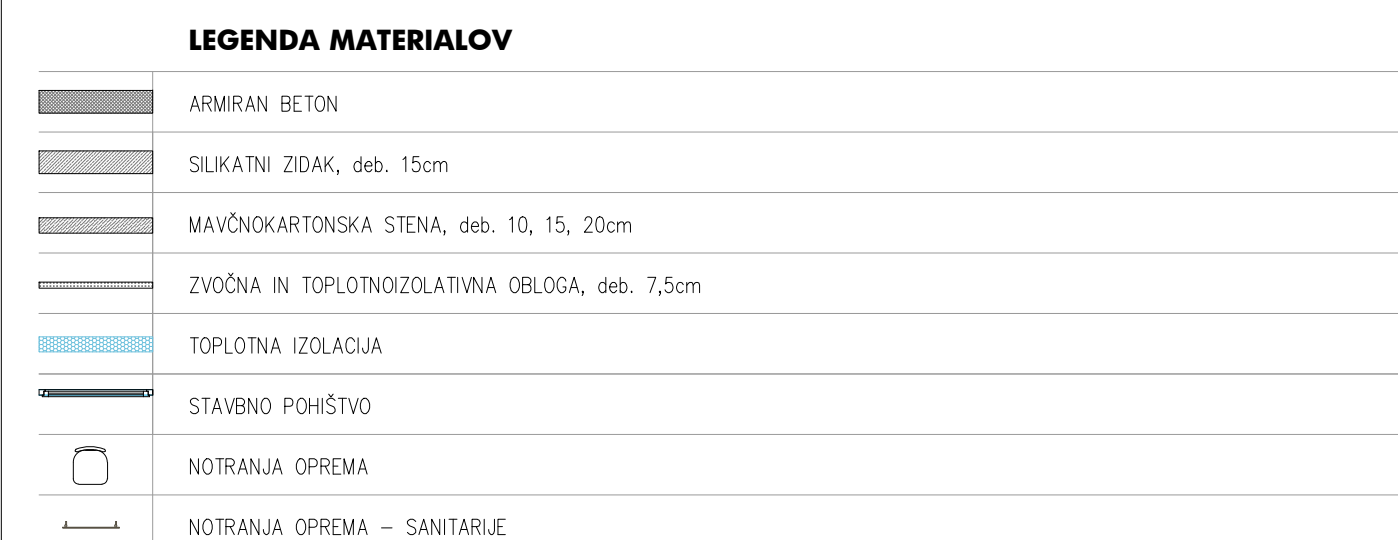 LEGENDA MATERIALOV
ARMIRAN BETON
SILIKATNI ZIDAK, deb. 15cm
MAVČNOKARTONSKA STENA, deb. 10, 15, 20cm
ZVOČNA IN TOPLOTNOIZOLATIVNA OBLOGA, deb. 7,5cm
TOPLOTNA IZOLACIJA
STAVBNO POHIŠTVO
NOTRANJA OPREMA
NOTRANJA OPREMA – SANITARIJE